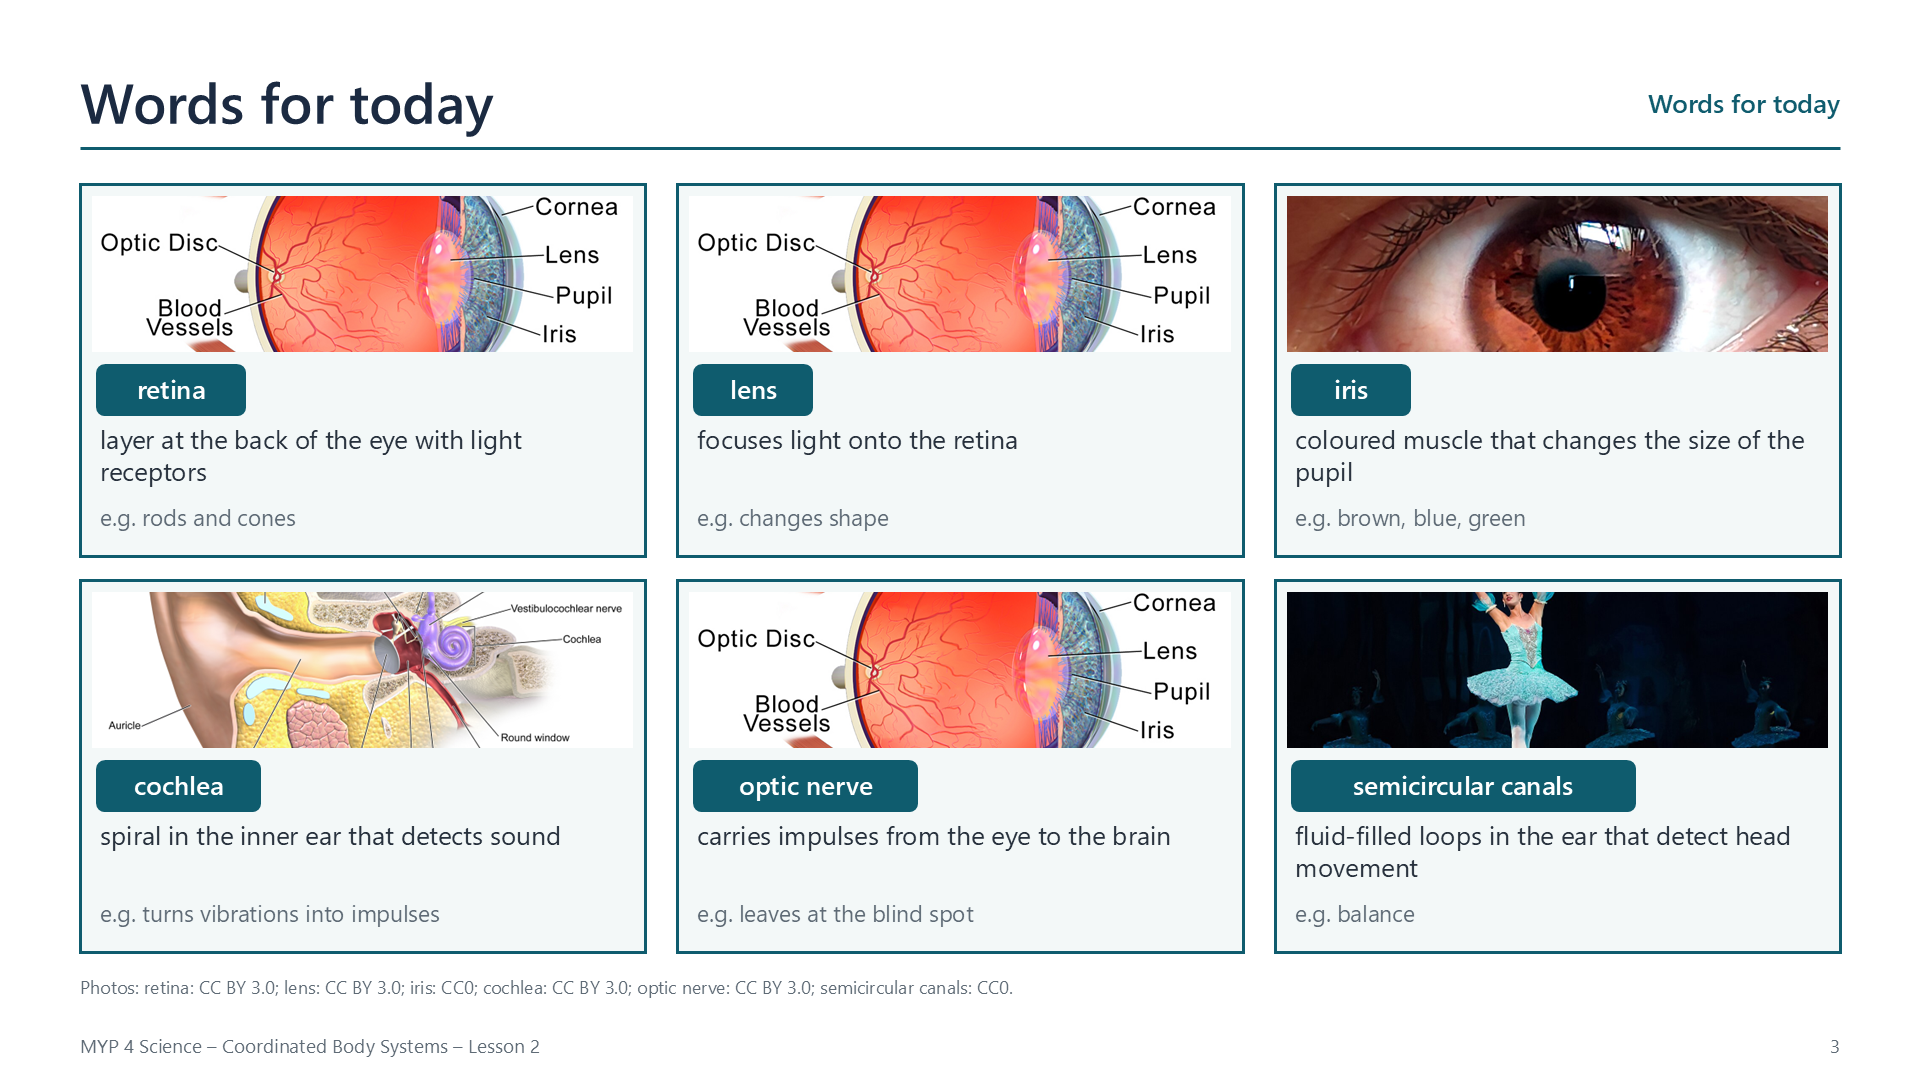 Words for today
Words for today
Optic Disc
Blood
Vessels
Cornea
Lens
Pupil
Iris
retina
layer at the back of the eye with light
receptors
e.g. rods and cones
Optic Disc
Blood
Vessels
Cornea
Lens
Pupil
Iris
lens
focuses light onto the retina
e.g. changes shape
iris
coloured muscle that changes the size of the
pupil
e.g. brown, blue, green
Vestibulocochlear nerve
Cochlea
Auricle
Round window
cochlea
spiral in the inner ear that detects sound
e.g. turns vibrations into impulses
Optic Disc
Blood
Vessels
Cornea
Lens
Pupil
Iris
optic nerve
carries impulses from the eye to the brain
e.g. leaves at the blind spot
semicircular canals
fluid-filled loops in the ear that detect head
movement
e.g. balance
Photos: retina: CC BY 3.0; lens: CC BY 3.0; iris: CC0; cochlea: CC BY 3.0; optic nerve: CC BY 3.0; semicircular canals: CC0.
MYP 4 Science – Coordinated Body Systems – Lesson 2
3